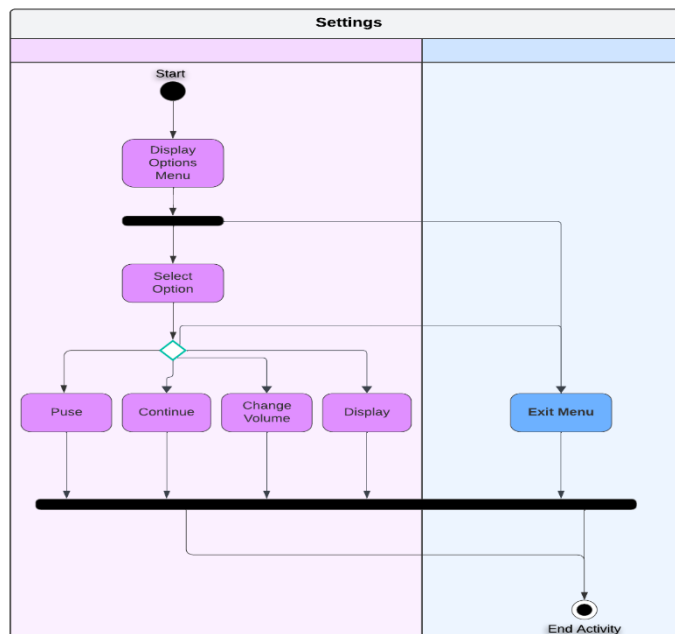 Settings
Start
Display
Options
Menu
Select
Option
Puse
Continue
Change
Volume
Display
Exit Menu
End Activity